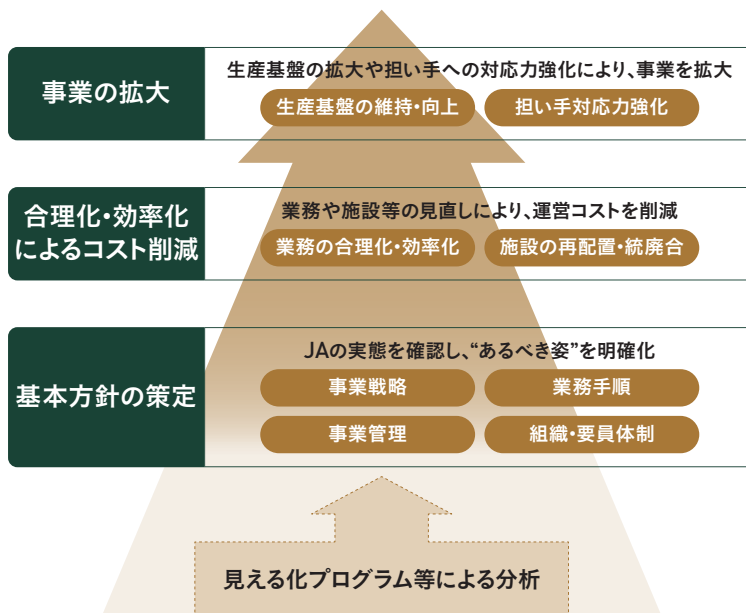 事業の拡大
生産基盤の拡大や担い手への対応力強化により、事業を拡大
生産基盤の維持・向上
担い手対応力強化
合理化・効率化
によるコスト削減
業務や施設等の見直しにより、運営コストを削減
業務の合理化・効率化
施設の再配置・統廃合
基本方針の策定
JAの実態を確認し、“あるべき姿”を明確化
事業戦略
業務手順
事業管理
組織・要員体制
見える化プログラム等による分析